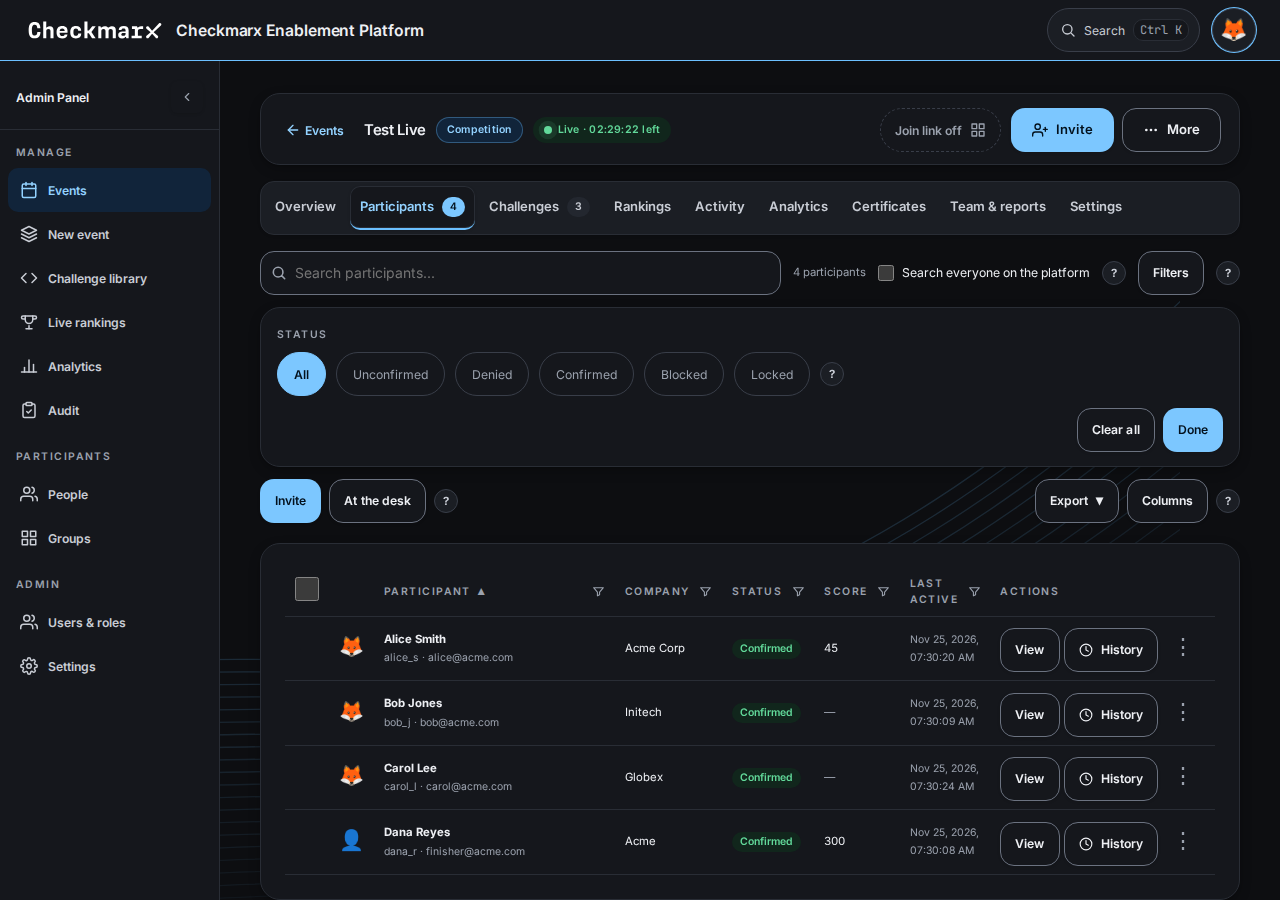 Checkmarx Checkmarx Enablement Platform Search Ctrl K
Admin Panel
MANAGE
Events
New event
Challenge library
Live rankings
Analytics
Audit
PARTICIPANTS
People
Groups
ADMIN
Users & roles
Settings
Events Test Live Competition Live · 02:29:22 left Join link off Invite More
Overview Participants 4 Challenges 3 Rankings Activity Analytics Certificates Team & reports Settings
Search participants... 4 participants Search everyone on the platform ? Filters ?
STATUS
All Unconfirmed Denied Confirmed Blocked Locked ?
Clear all Done
Invite At the desk ? Export ▼ Columns ?
PARTICIPANT ▲ COMPANY STATUS SCORE LAST ACTIVE ACTIONS
Alice Smith
alice_s · alice@acme.com Acme Corp Confirmed 45 Nov 25, 2026, 07:30:20 AM View History
Bob Jones
bob_j · bob@acme.com Initech Confirmed — Nov 25, 2026, 07:30:09 AM View History
Carol Lee
carol_l · carol@acme.com Globex Confirmed — Nov 25, 2026, 07:30:24 AM View History
Dana Reyes
dana_r · finisher@acme.com Acme Confirmed 300 Nov 25, 2026, 07:30:08 AM View History